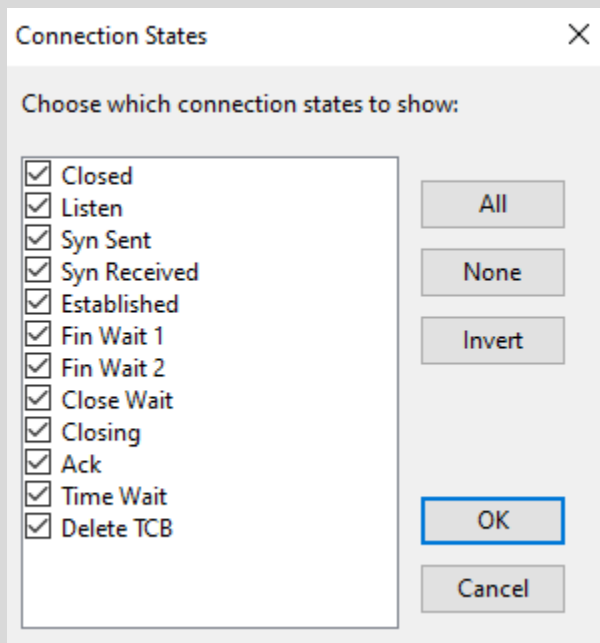 Connection States
Choose which connection states to show:
Closed
Listen
Syn Sent
Syn Received
Established
Fin Wait 1
Fin Wait 2
Close Wait
Closing
Ack
Time Wait
Delete TCB
All
None
Invert
OK
Cancel